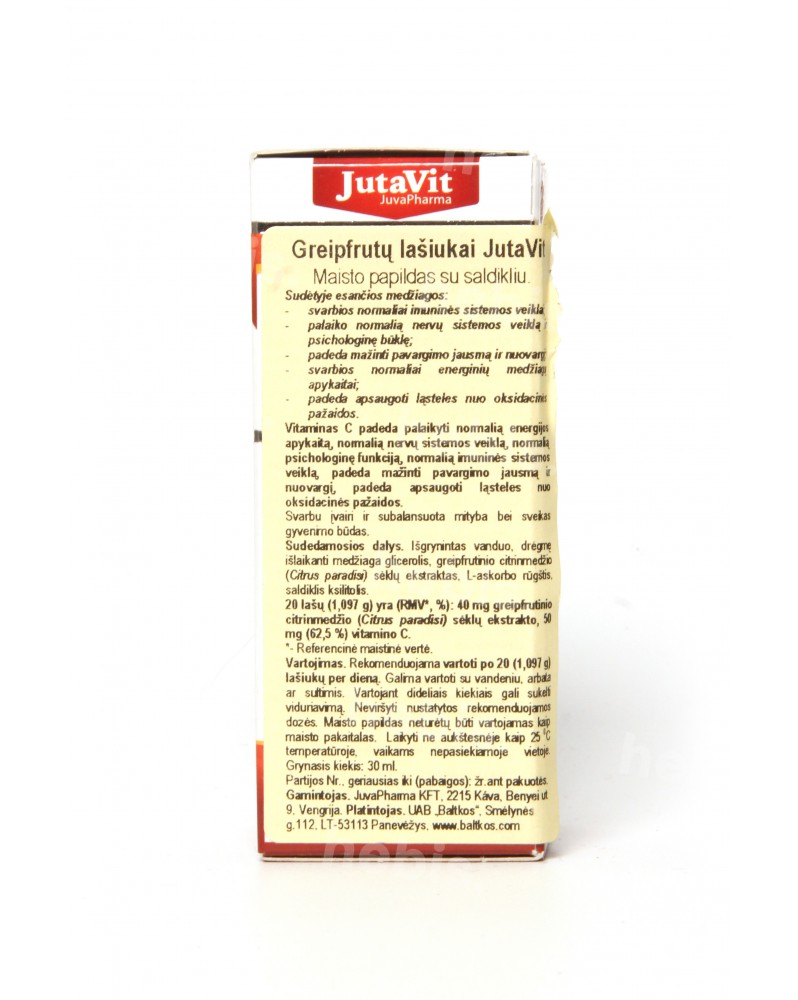 JutaVit
JuvaPharma
Greipfrutų lašiukai JutaVit
Maisto papildas su saldikliu.
Sudėtyje esančios medžiagos:
- svarbios normaliai imuninės sistemos veiklai
- palaiko normalią nervų sistemos veiklą ir
psichologinę būklę;
- padeda mažinti pavargimo jausmą ir nuovargį
- svarbios normaliai energinių medžiagų
apykaitai;
- padeda apsaugoti ląsteles nuo oksidacinės
pažaidos.
Vitaminas C padeda palaikyti normalią energijos
apykaitą, normalią nervų sistemos veiklą, normalią
psichologinę funkciją, normalią imuninės sistemos
veiklą, padeda mažinti pavargimo jausmą ir
nuovargį, padeda apsaugoti ląsteles nuo
oksidacinės pažaidos.
Svarbu įvairi ir subalansuota mityba bei sveikas
gyvenimo būdas.
Sudedamosios dalys. Išgrynintas vanduo, drėgmę
išlaikanti medžiaga glicerolis, greipfrutinio citrinmedžio
(Citrus paradisi) sėklų ekstraktas, L-askorbo rūgštis,
saldiklis ksilitolis.
20 lašų (1,097 g) yra (RMV*, %): 40 mg greipfrutinio
citrinmedžio (Citrus paradisi) sėklų ekstrakto, 50
mg (62,5 %) vitamino C.
*- Referencinė maistinė vertė.
Vartojimas. Rekomenduojama vartoti po 20 (1,097 g)
lašiukų per dieną. Galima vartoti su vandeniu, arbata
ar sultimis. Vartojant dideliais kiekiais gali sukelti
viduriavimą. Neviršyti nustatytos rekomenduojamos
dozės. Maisto papildas neturėtų būti vartojamas kaip
maisto pakaitalas. Laikyti ne aukštesnėje kaip 25 °C
temperatūroje, vaikams nepasiekiamoje vietoje.
Grynasis kiekis: 30 ml.
Partijos Nr., geriausias iki (pabaigos): žr.ant pakuotės.
Gamintojas. JuvaPharma KFT, 2215 Káva, Benyei ut
9, Vengrija. Platintojas. UAB „Baltkos", Smėlynės
g.112, LT-53113 Panevėžys, www.baltkos.com